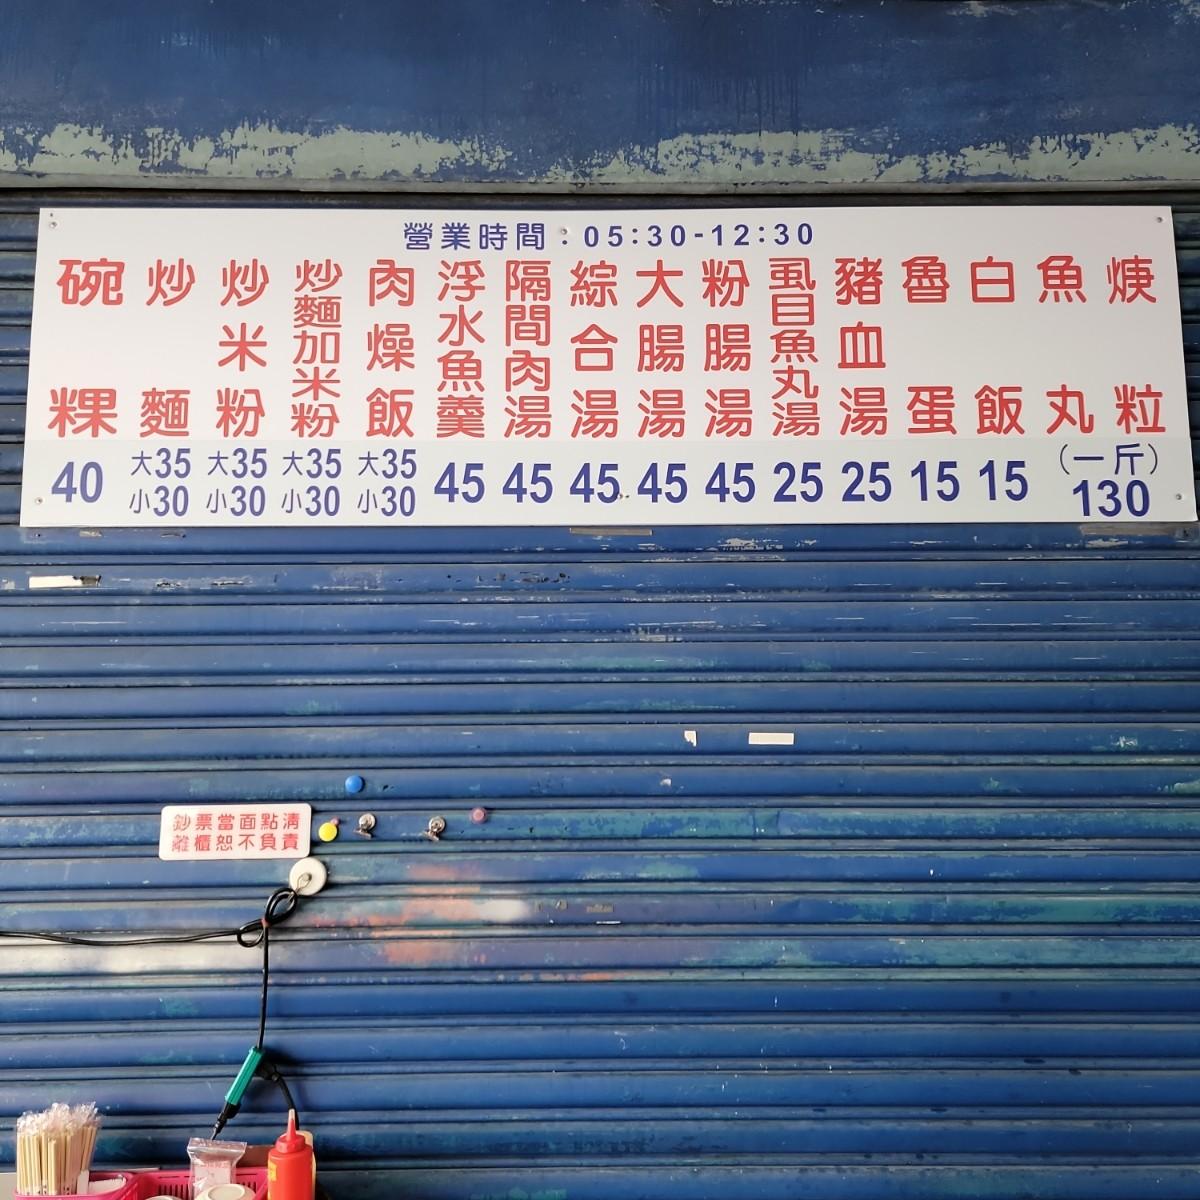 營業時間：05:30-12:30
碗粿 40
炒麵 大35 小30
炒米粉 大35 小30
炒麵加米粉 大35 小30
肉燥飯 大35 小30
浮水魚羹 45
隔間肉湯 45
綜合湯 45
大腸湯 45
粉腸湯 45
虱目魚丸湯 25
豬血湯 25
魯蛋 15
白飯 15
魚丸 焿粒 (一斤) 130
鈔票當面點清
離櫃恕不負責